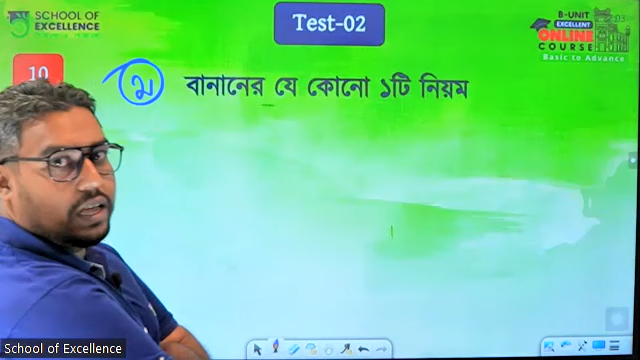 SCHOOL OF
EXCELLENCE
Test-02
B-UNIT
EXCELLENT
ONLINE
COURSE
Basic to Advance
10
ম বানানের যে কোনো ১টি নিয়ম
School of Excellence